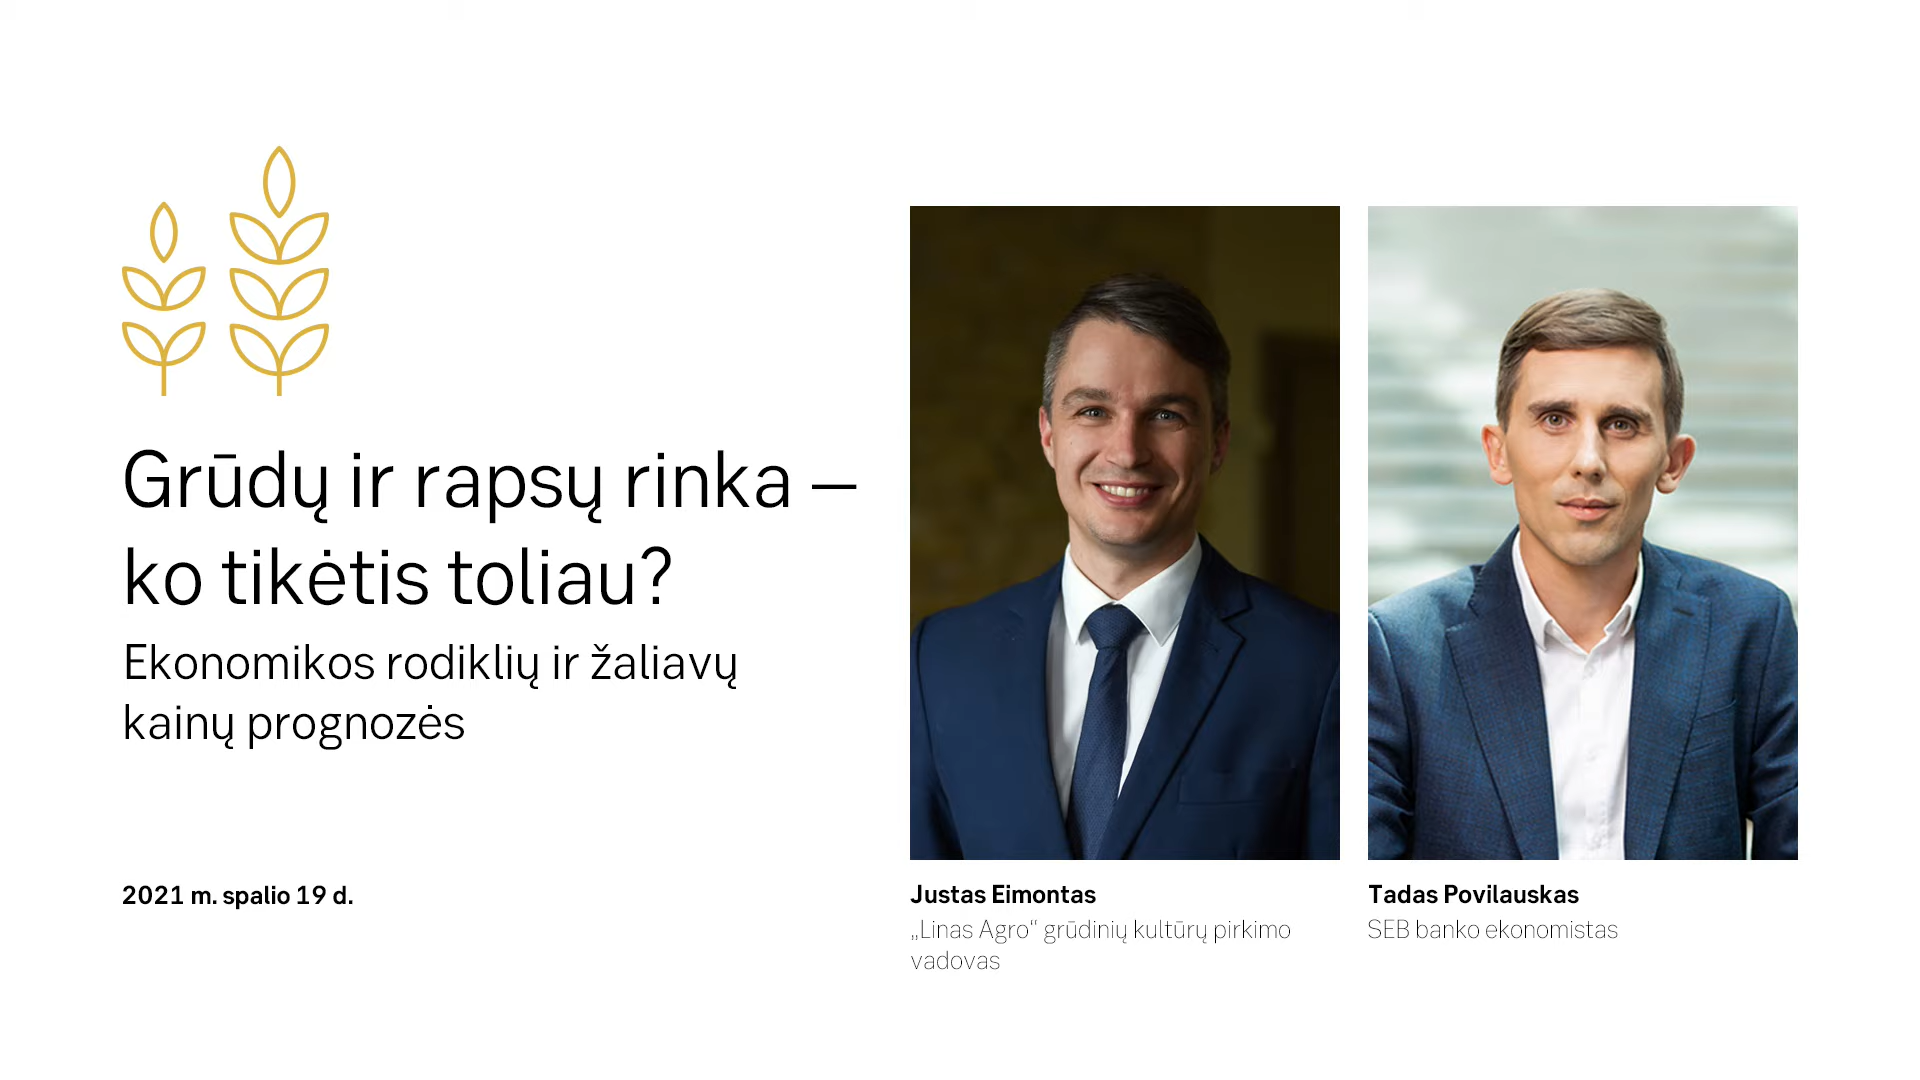 Grūdų ir rapsų rinka –
ko tikėtis toliau?
Ekonomikos rodiklių ir žaliavų
kainų prognozės
2021 m. spalio 19 d.
Justas Eimontas
„Linas Agro“ grūdinių kultūrų pirkimo
vadovas
Tadas Povilauskas
SEB banko ekonomistas